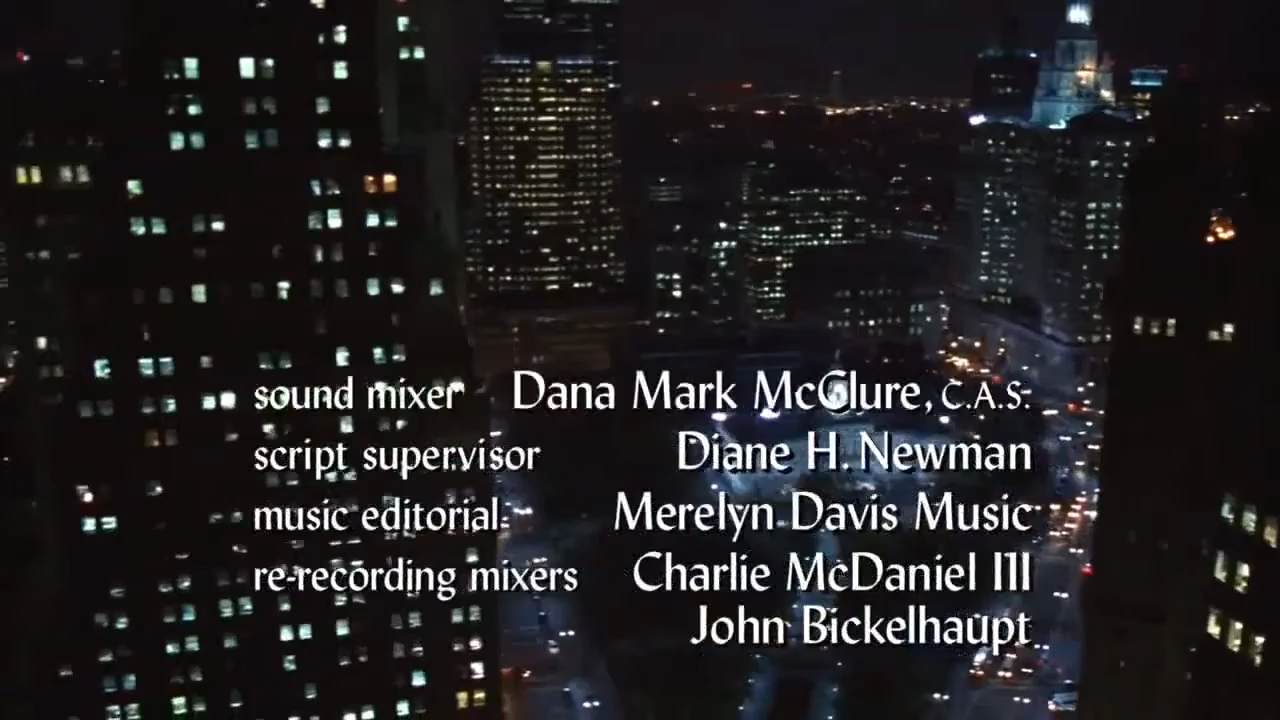 sound mixer Dana Mark McClure, C.A.S.
script supervisor Diane H. Newman
music editorial Merelyn Davis Music
re-recording mixers Charlie McDaniel III
John Bickelhaupt